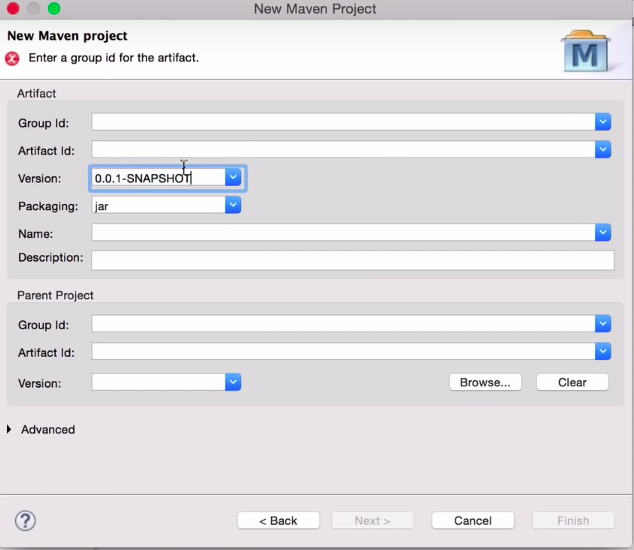 New Maven Project
New Maven project
Enter a group id for the artifact.
M
Artifact
Group Id:
Artifact Id:
Version: 0.0.1-SNAPSHOT
Packaging: jar
Name:
Description:
Parent Project
Group Id:
Artifact Id:
Version: Browse... Clear
Advanced
? < Back Next > Cancel Finish